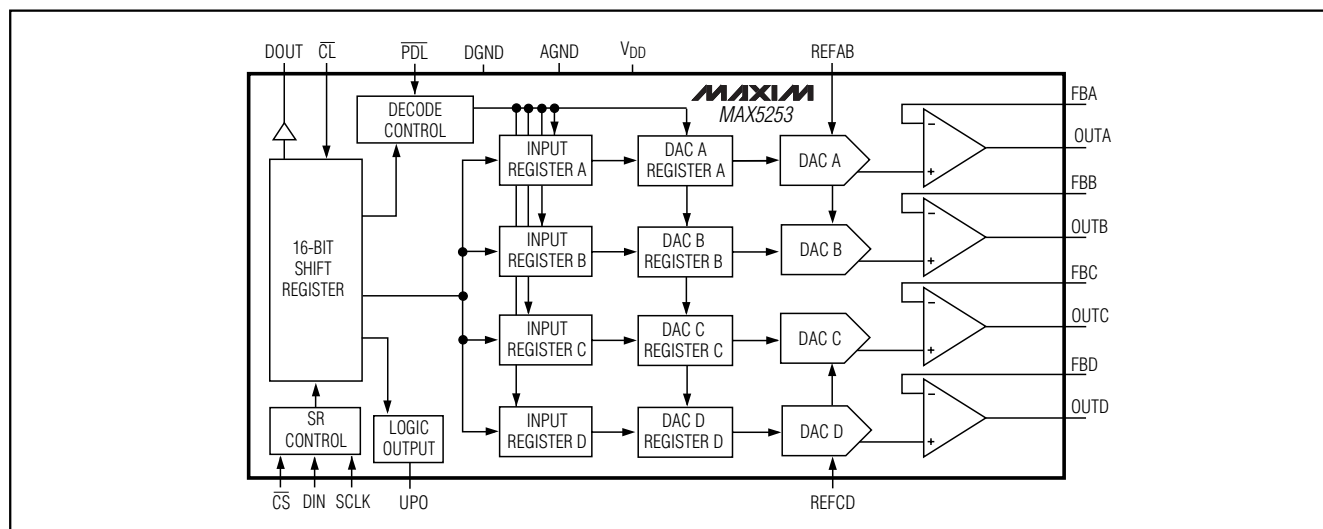 DOUT CL PDL DGND AGND VDD REFAB
MAXIM
MAX5253
DECODE
CONTROL
16-BIT
SHIFT
REGISTER
SR
CONTROL
LOGIC
OUTPUT
INPUT
REGISTER A
DAC A
REGISTER A
DAC A
INPUT
REGISTER B
DAC B
REGISTER B
DAC B
INPUT
REGISTER C
DAC C
REGISTER C
DAC C
INPUT
REGISTER D
DAC D
REGISTER D
DAC D
−
+
−
+
−
+
−
+
FBA
OUTA
FBB
OUTB
FBC
OUTC
FBD
OUTD
CS DIN SCLK UPO REFCD